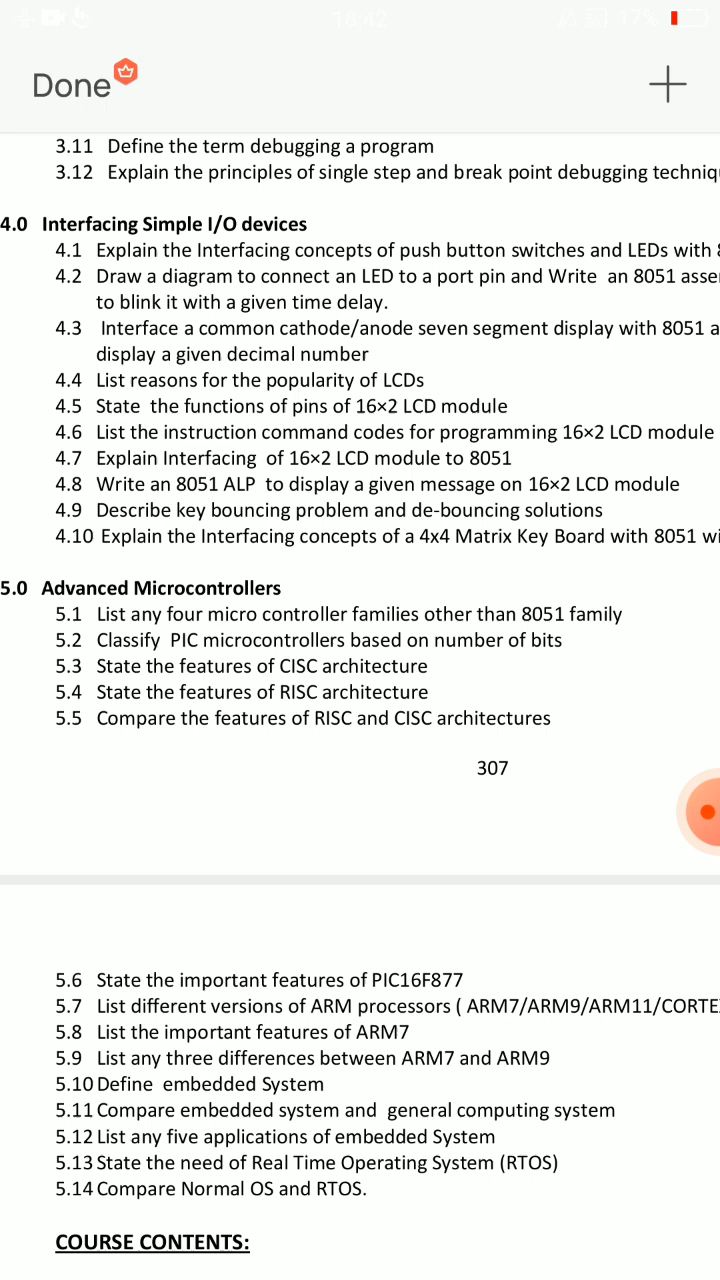 18:42
17%
Done
3.11 Define the term debugging a program
3.12 Explain the principles of single step and break point debugging
4.0 Interfacing Simple I/O devices
4.1 Explain the Interfacing concepts of push button switches and LEDs with
4.2 Draw a diagram to connect an LED to a port pin and Write an 8051
to blink it with a given time delay.
4.3 Interface a common cathode/anode seven segment display with 8051
display a given decimal number
4.4 List reasons for the popularity of LCDs
4.5 State the functions of pins of 16×2 LCD module
4.6 List the instruction command codes for programming 16×2 LCD module
4.7 Explain Interfacing of 16×2 LCD module to 8051
4.8 Write an 8051 ALP to display a given message on 16×2 LCD module
4.9 Describe key bouncing problem and de-bouncing solutions
4.10 Explain the Interfacing concepts of a 4x4 Matrix Key Board with 8051
5.0 Advanced Microcontrollers
5.1 List any four micro controller families other than 8051 family
5.2 Classify PIC microcontrollers based on number of bits
5.3 State the features of CISC architecture
5.4 State the features of RISC architecture
5.5 Compare the features of RISC and CISC architectures
307
5.6 State the important features of PIC16F877
5.7 List different versions of ARM processors ( ARM7/ARM9/ARM11/CORTE
5.8 List the important features of ARM7
5.9 List any three differences between ARM7 and ARM9
5.10 Define embedded System
5.11 Compare embedded system and general computing system
5.12 List any five applications of embedded System
5.13 State the need of Real Time Operating System (RTOS)
5.14 Compare Normal OS and RTOS.
COURSE CONTENTS: